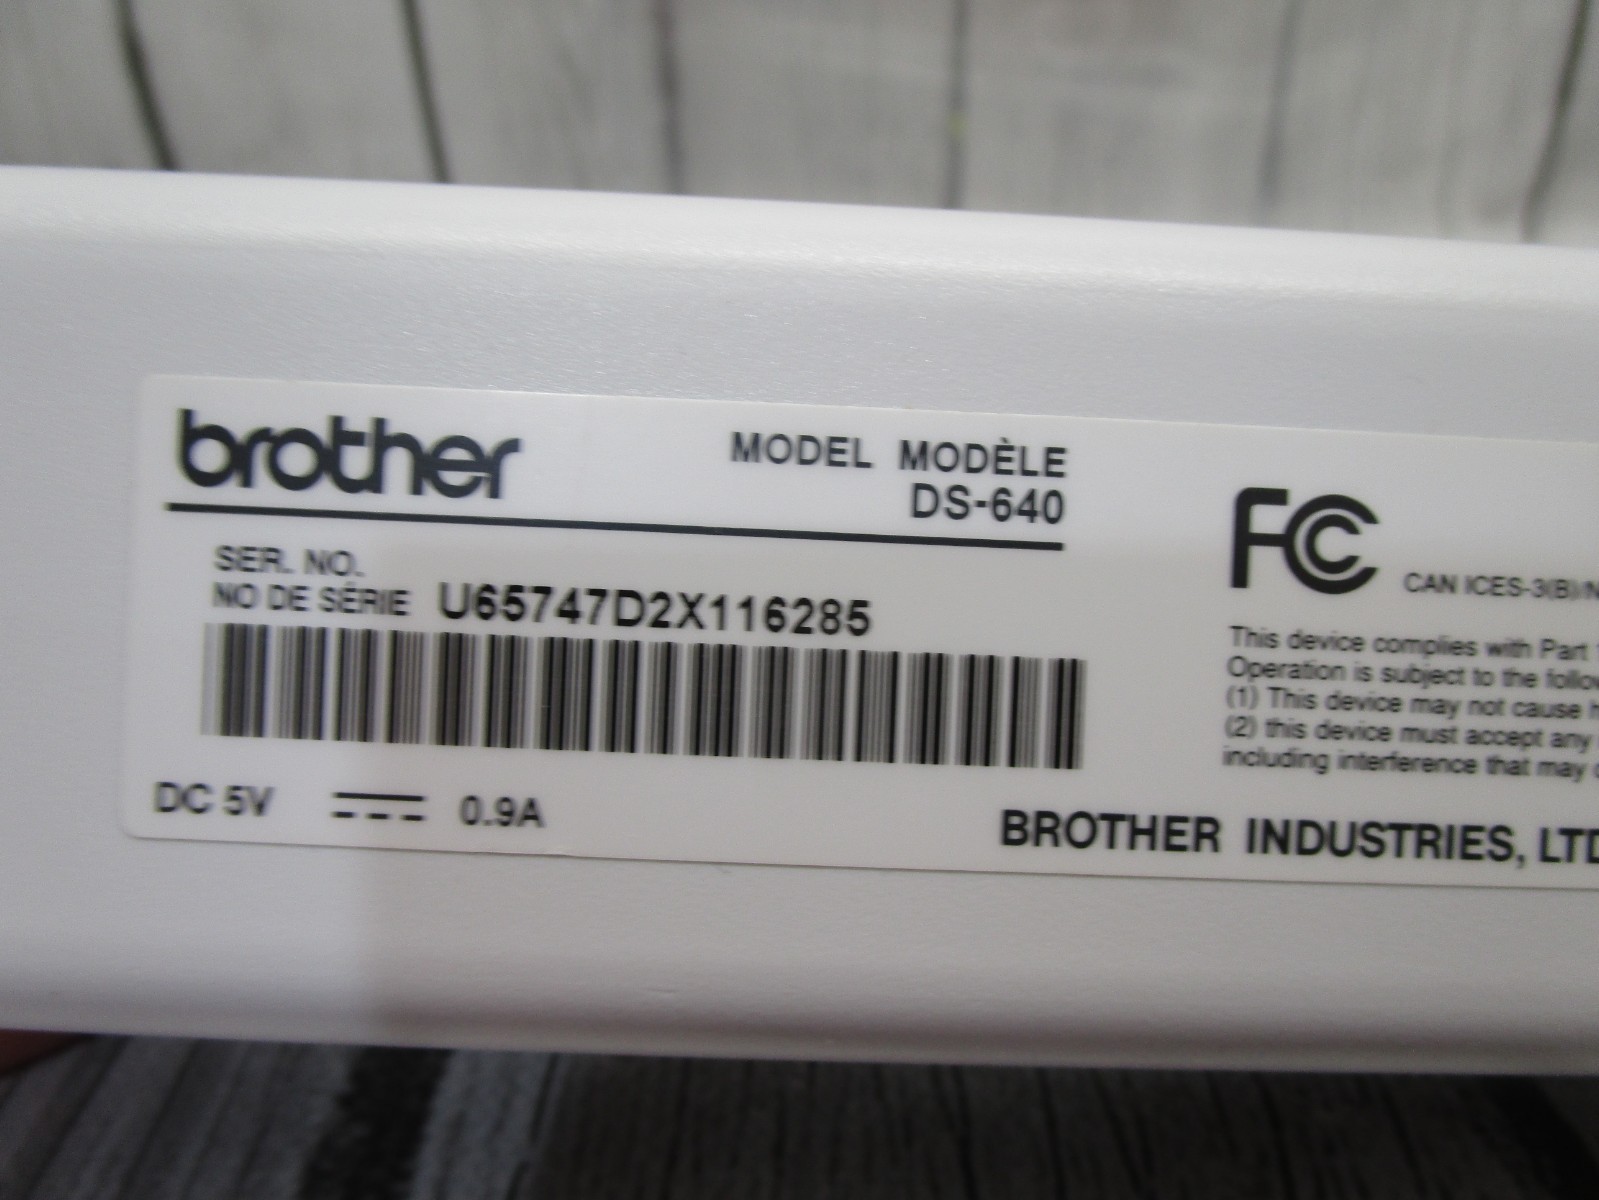 brother
MODEL MODÈLE
DS-640
SER. NO.
NO DE SÉRIE U65747D2X116285
DC 5V 0.9A
FC
CAN ICES-3(B)/N
This device complies with Part 1
Operation is subject to the follow
(1) This device may not cause h
(2) this device must accept any
including interference that may
BROTHER INDUSTRIES, LTD